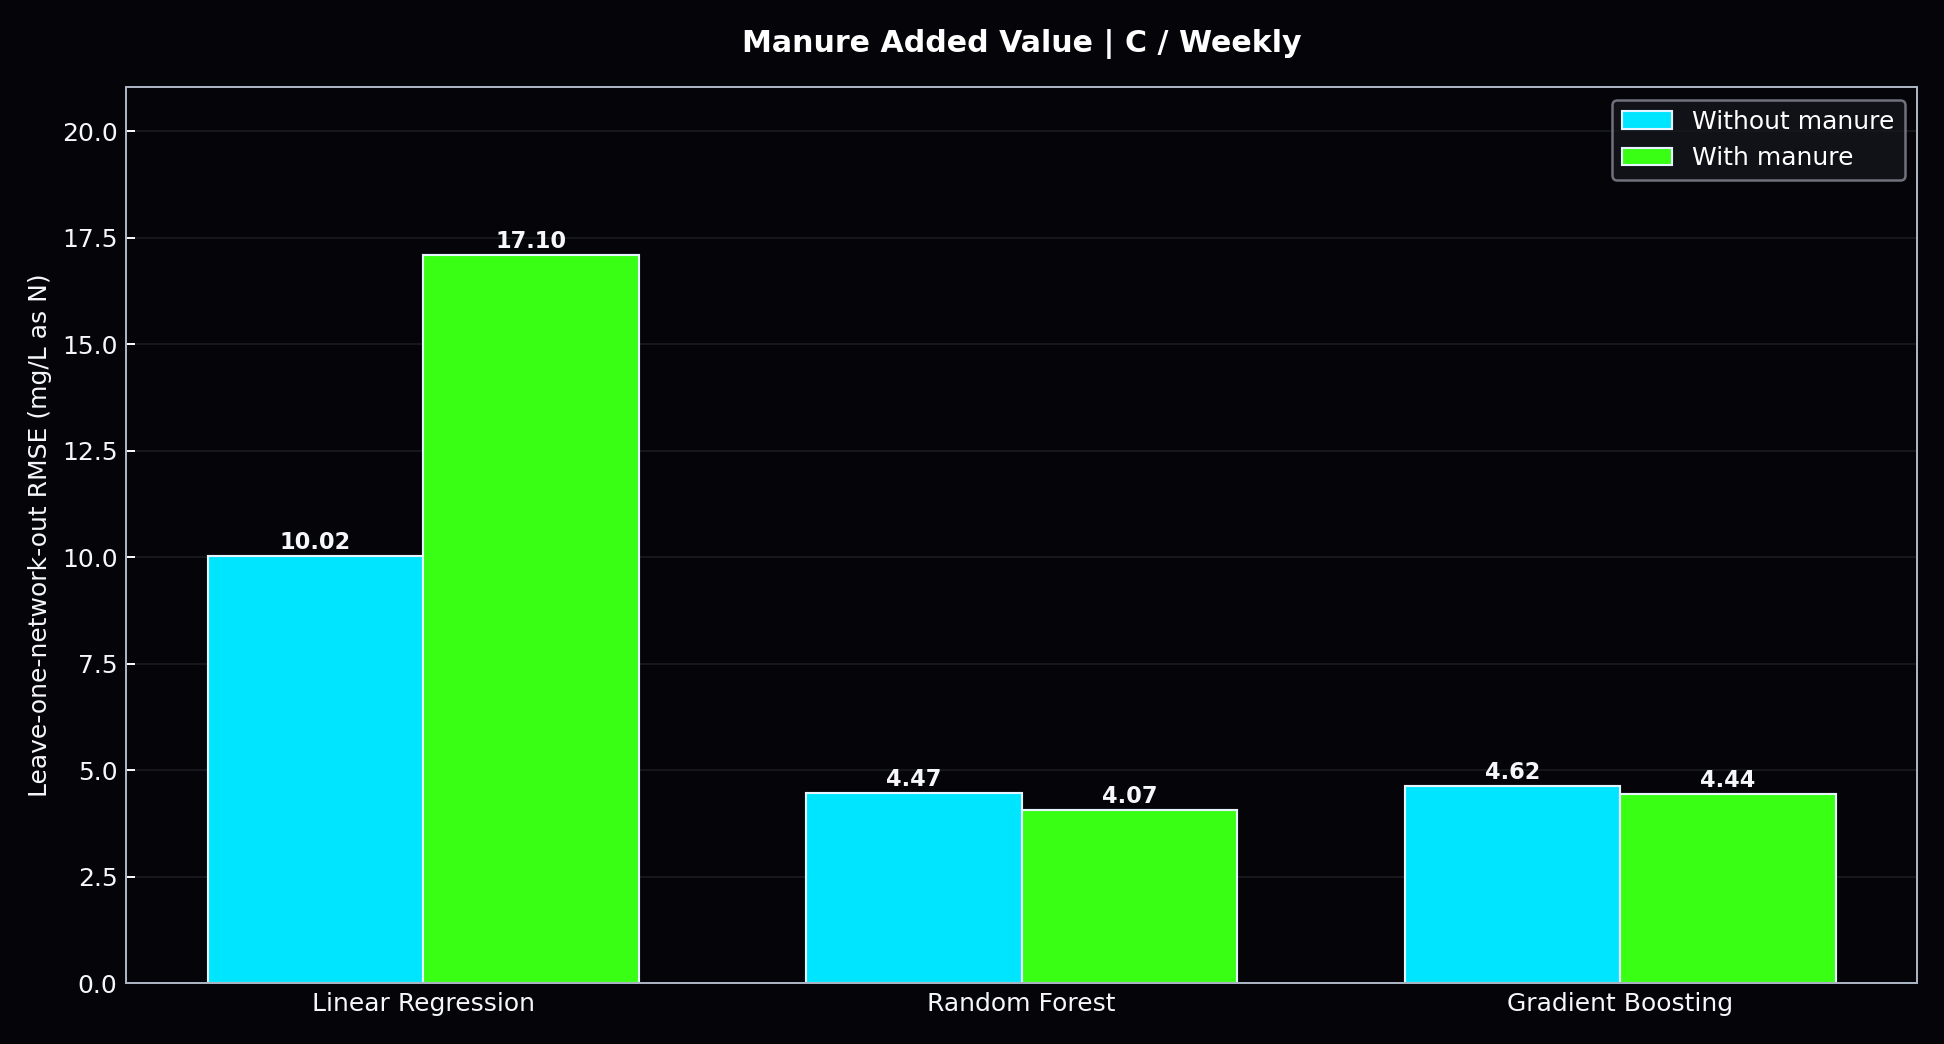 Manure Added Value | C / Weekly
Without manure
With manure
Leave-one-network-out RMSE (mg/L as N)
20.0
17.5
15.0
12.5
10.0
7.5
5.0
2.5
0.0
10.02
17.10
4.47
4.07
4.62
4.44
Linear Regression
Random Forest
Gradient Boosting